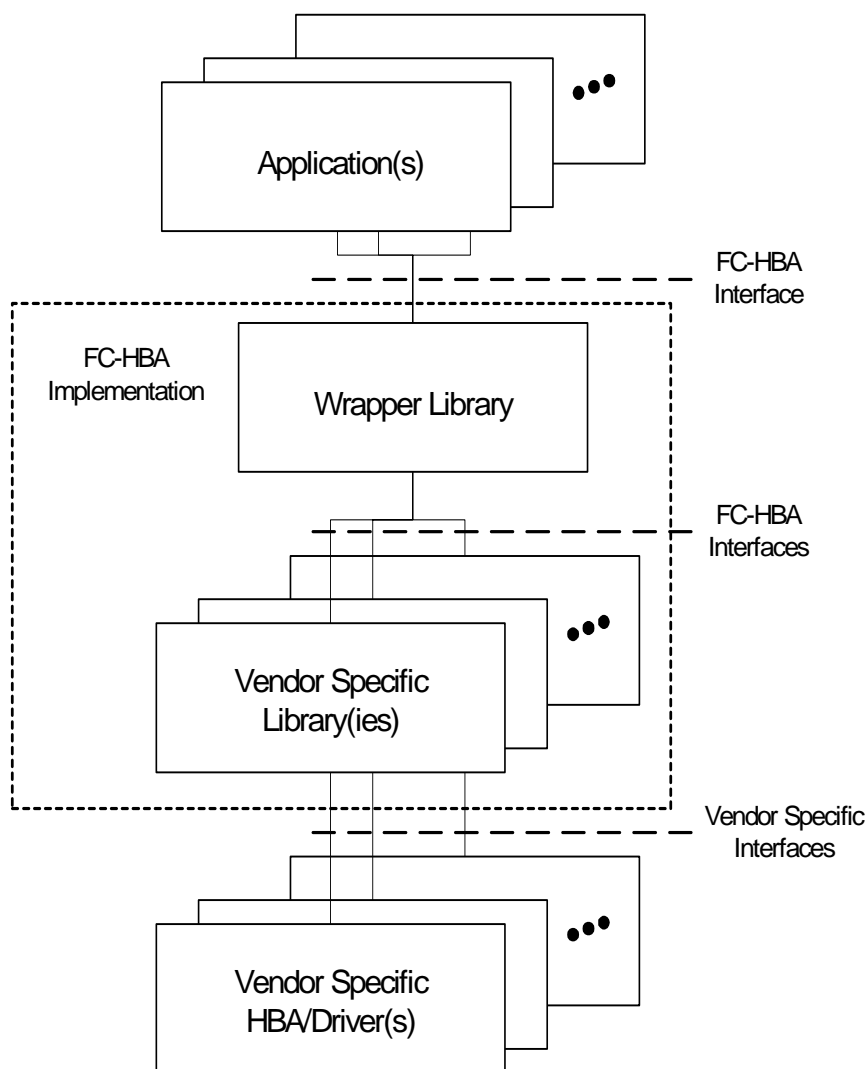 Application(s)
FC-HBA
Interface
FC-HBA
Implementation
Wrapper Library
FC-HBA
Interfaces
Vendor Specific
Library(ies)
Vendor Specific
Interfaces
Vendor Specific
HBA/Driver(s)